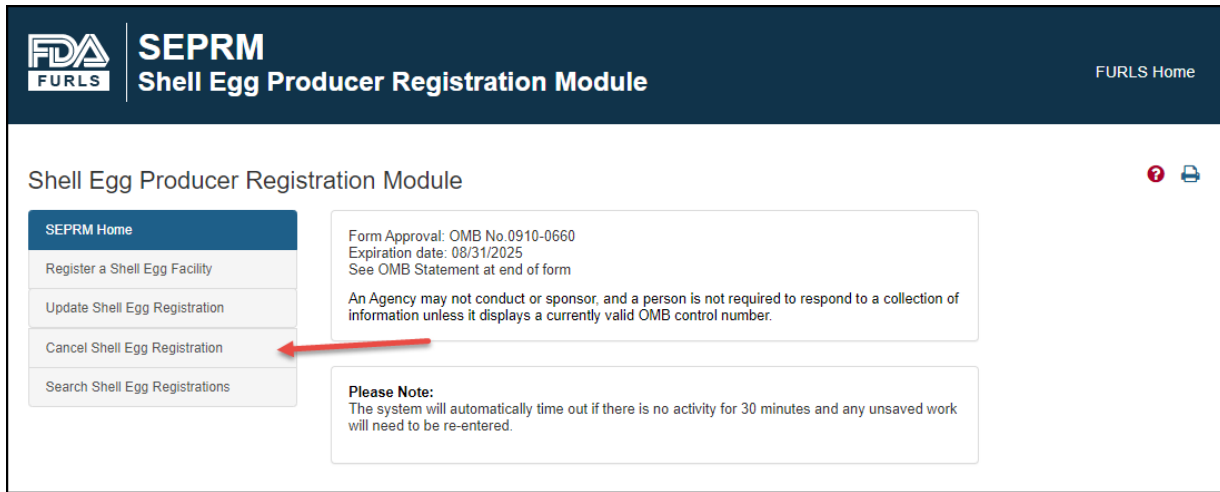 FDA
FURLS
SEPRM
Shell Egg Producer Registration Module
FURLS Home
Shell Egg Producer Registration Module
SEPRM Home
Register a Shell Egg Facility
Update Shell Egg Registration
Cancel Shell Egg Registration
Search Shell Egg Registrations
Form Approval: OMB No.0910-0660
Expiration date: 08/31/2025
See OMB Statement at end of form
An Agency may not conduct or sponsor, and a person is not required to respond to a collection of
information unless it displays a currently valid OMB control number.
Please Note:
The system will automatically time out if there is no activity for 30 minutes and any unsaved work
will need to be re-entered.